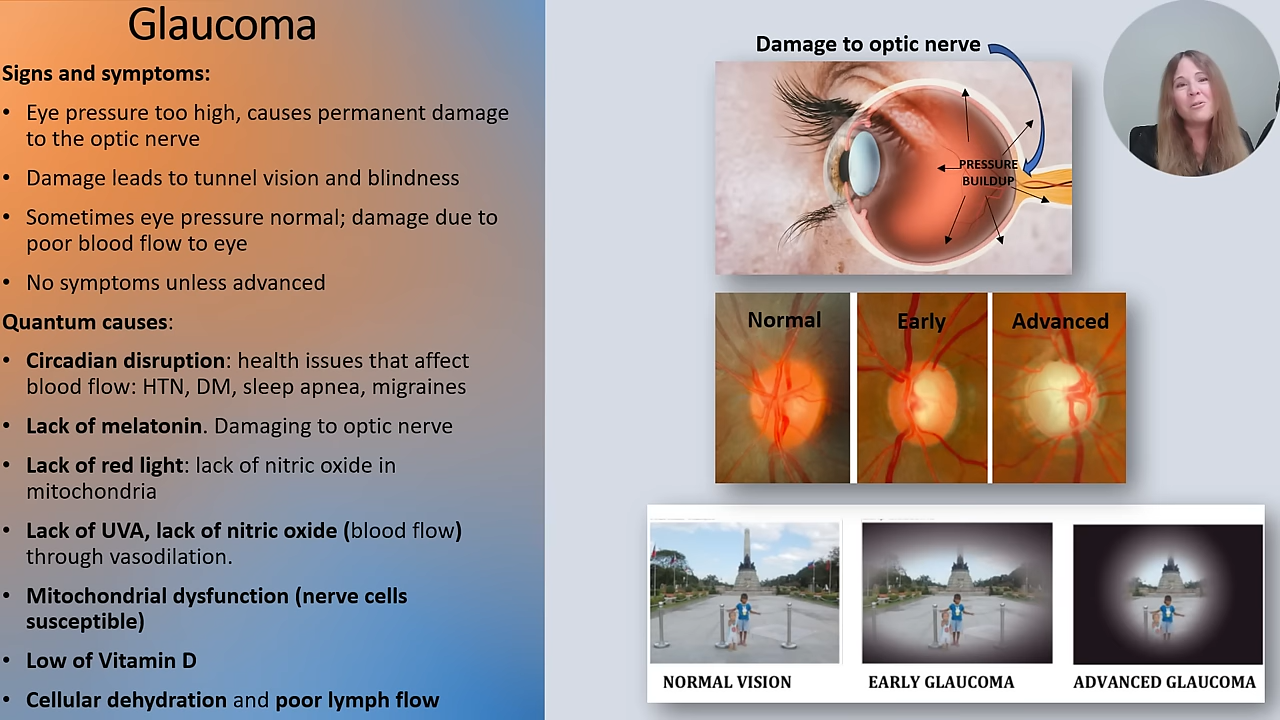 Glaucoma
Signs and symptoms:
• Eye pressure too high, causes permanent damage
to the optic nerve
• Damage leads to tunnel vision and blindness
• Sometimes eye pressure normal; damage due to
poor blood flow to eye
• No symptoms unless advanced
Quantum causes:
• Circadian disruption: health issues that affect
blood flow: HTN, DM, sleep apnea, migraines
• Lack of melatonin. Damaging to optic nerve
• Lack of red light: lack of nitric oxide in
mitochondria
• Lack of UVA, lack of nitric oxide (blood flow)
through vasodilation.
• Mitochondrial dysfunction (nerve cells
susceptible)
• Low of Vitamin D
• Cellular dehydration and poor lymph flow
Damage to optic nerve
PRESSURE
BUILDUP
Normal
Early
Advanced
NORMAL VISION
EARLY GLAUCOMA
ADVANCED GLAUCOMA